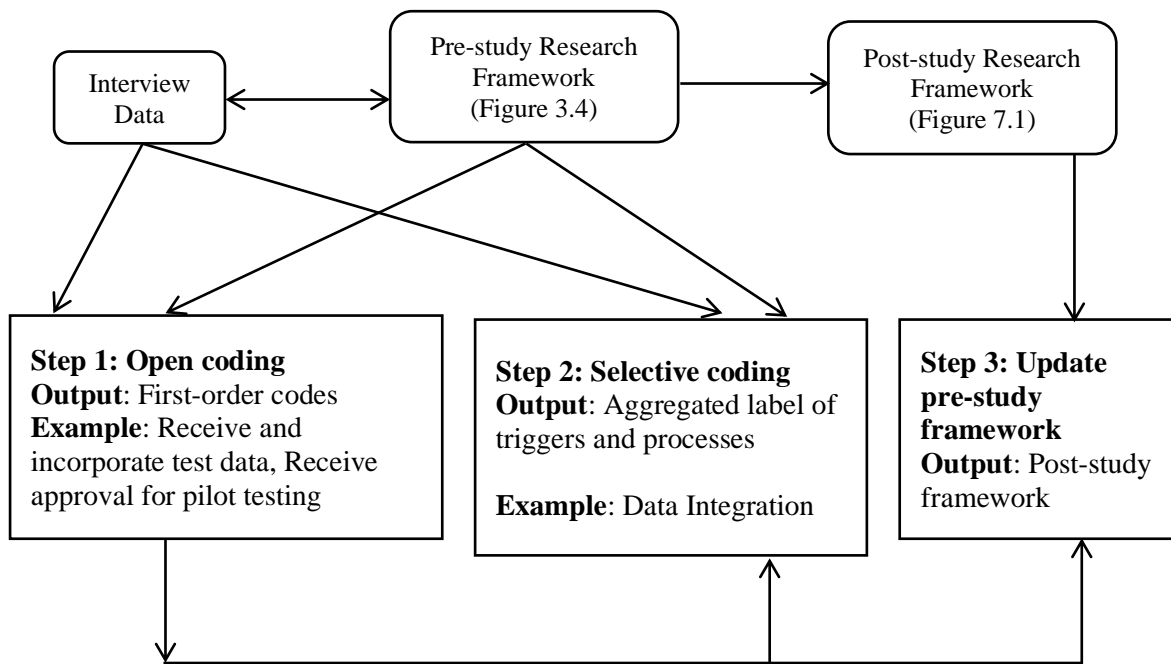 Interview
Data
Pre-study Research
Framework
(Figure 3.4)
Post-study Research
Framework
(Figure 7.1)
Step 1: Open coding
Output: First-order codes
Example: Receive and
incorporate test data, Receive
approval for pilot testing
Step 2: Selective coding
Output: Aggregated label of
triggers and processes
Example: Data Integration
Step 3: Update
pre-study
framework
Output: Post-study
framework